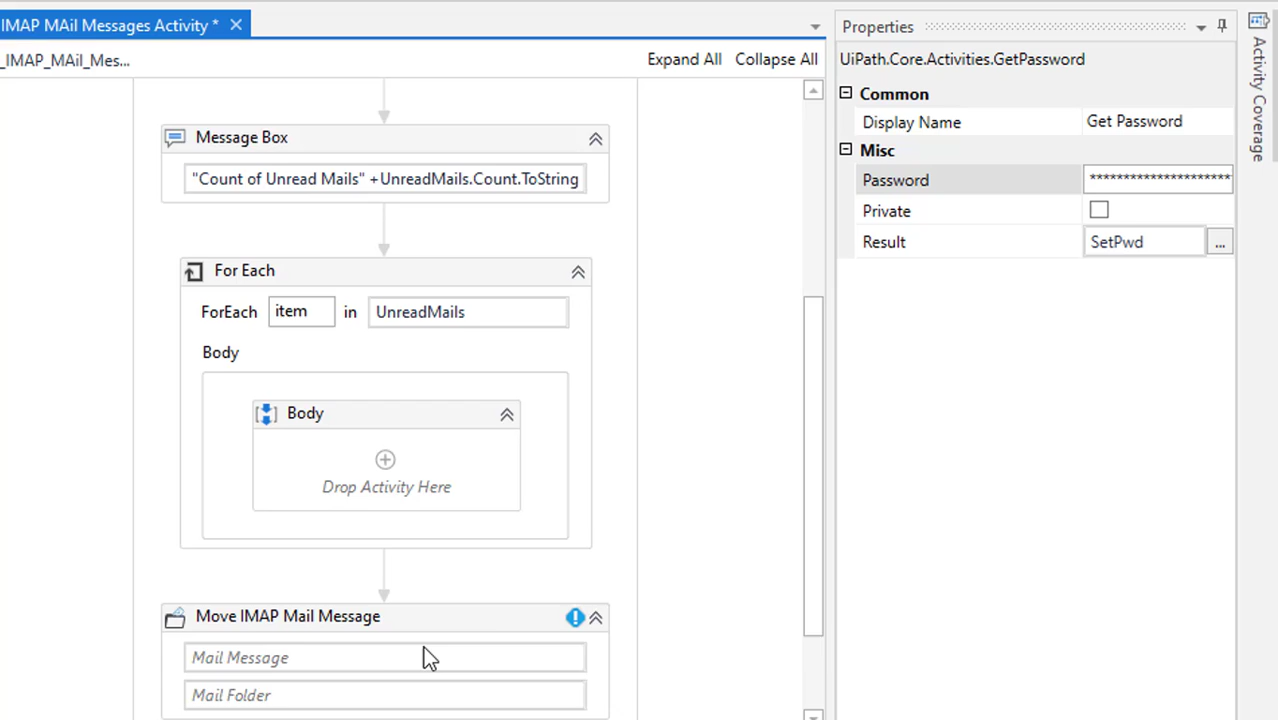 IMAP MAil Messages Activity *
_IMAP_MAil_Mes...
Expand All
Collapse All
Message Box
"Count of Unread Mails" +UnreadMails.Count.ToString
For Each
ForEach item in UnreadMails
Body
Body
Drop Activity Here
Move IMAP Mail Message
Mail Message
Mail Folder
Properties
UiPath.Core.Activities.GetPassword
Common
Display Name Get Password
Misc
Password *********************
Private
Result SetPwd ...
Activity Coverage